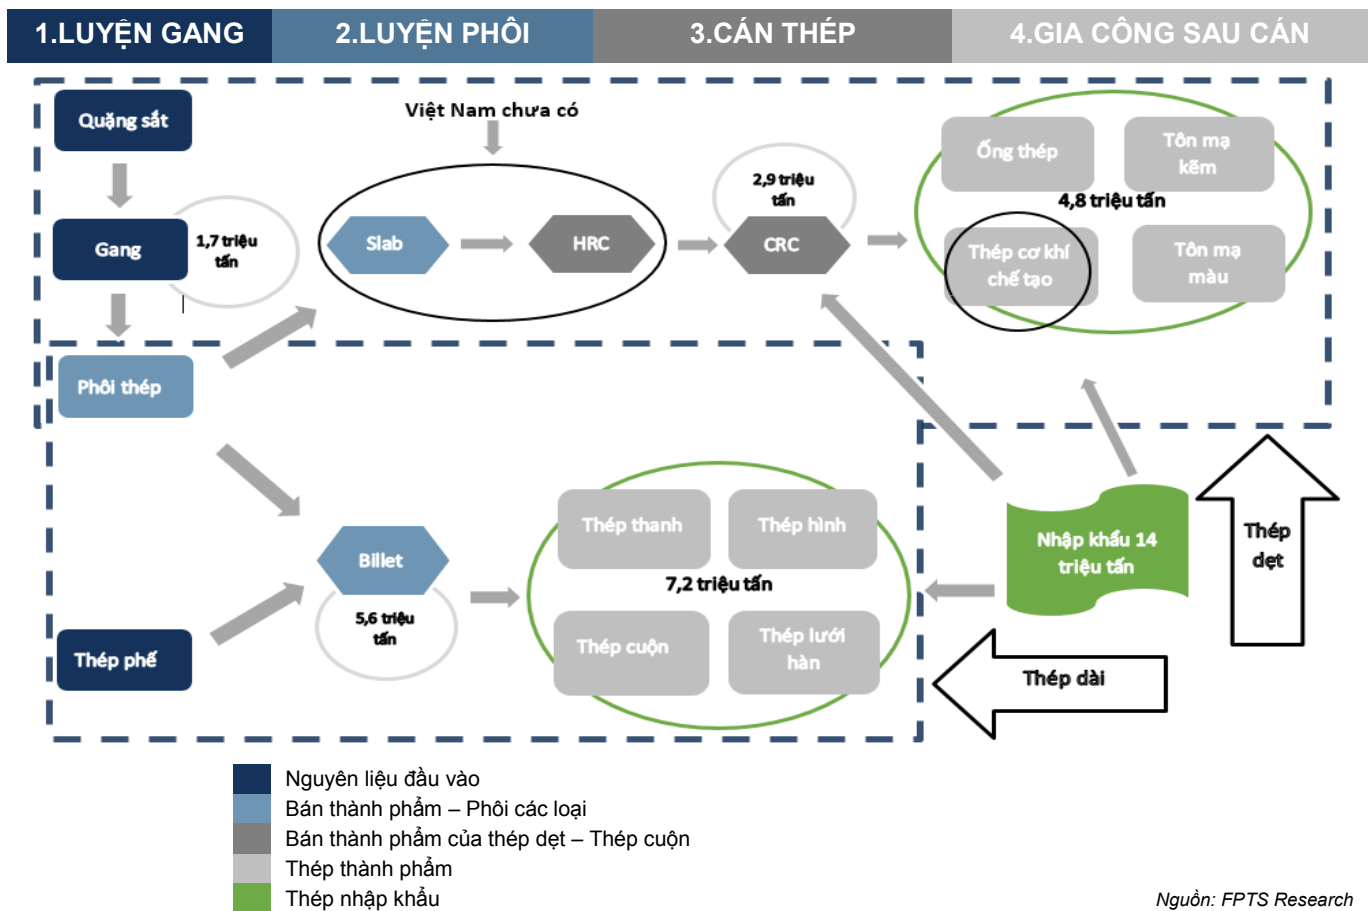 1.LUYỆN GANG
2.LUYỆN PHÔI
3.CÁN THÉP
4.GIA CÔNG SAU CÁN
Quặng sắt
Việt Nam chưa có
Gang
1,7 triệu
tấn
Slab
HRC
2,9 triệu
tấn
CRC
Ống thép
Tôn mạ
kẽm
4,8 triệu tấn
Thép cơ khí
chế tạo
Tôn mạ
màu
Phôi thép
Billet
5,6 triệu
tấn
Thép phế
Thép thanh
Thép hình
7,2 triệu tấn
Thép cuộn
Thép lưới
hàn
Nhập khẩu 14
triệu tấn
Thép
dẹt
Thép dài
Nguyên liệu đầu vào
Bán thành phẩm – Phôi các loại
Bán thành phẩm của thép dẹt – Thép cuộn
Thép thành phẩm
Thép nhập khẩu
Nguồn: FPTS Research